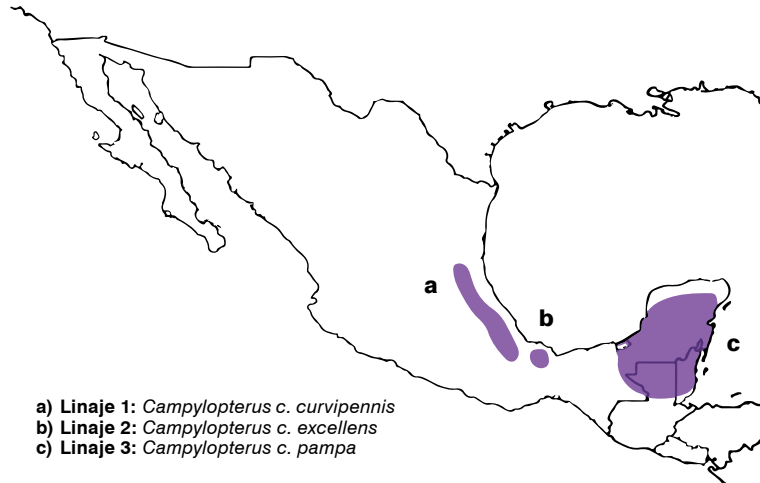 a
b
c
a) Linaje 1: Campylopterus c. curvipennis
b) Linaje 2: Campylopterus c. excellens
c) Linaje 3: Campylopterus c. pampa